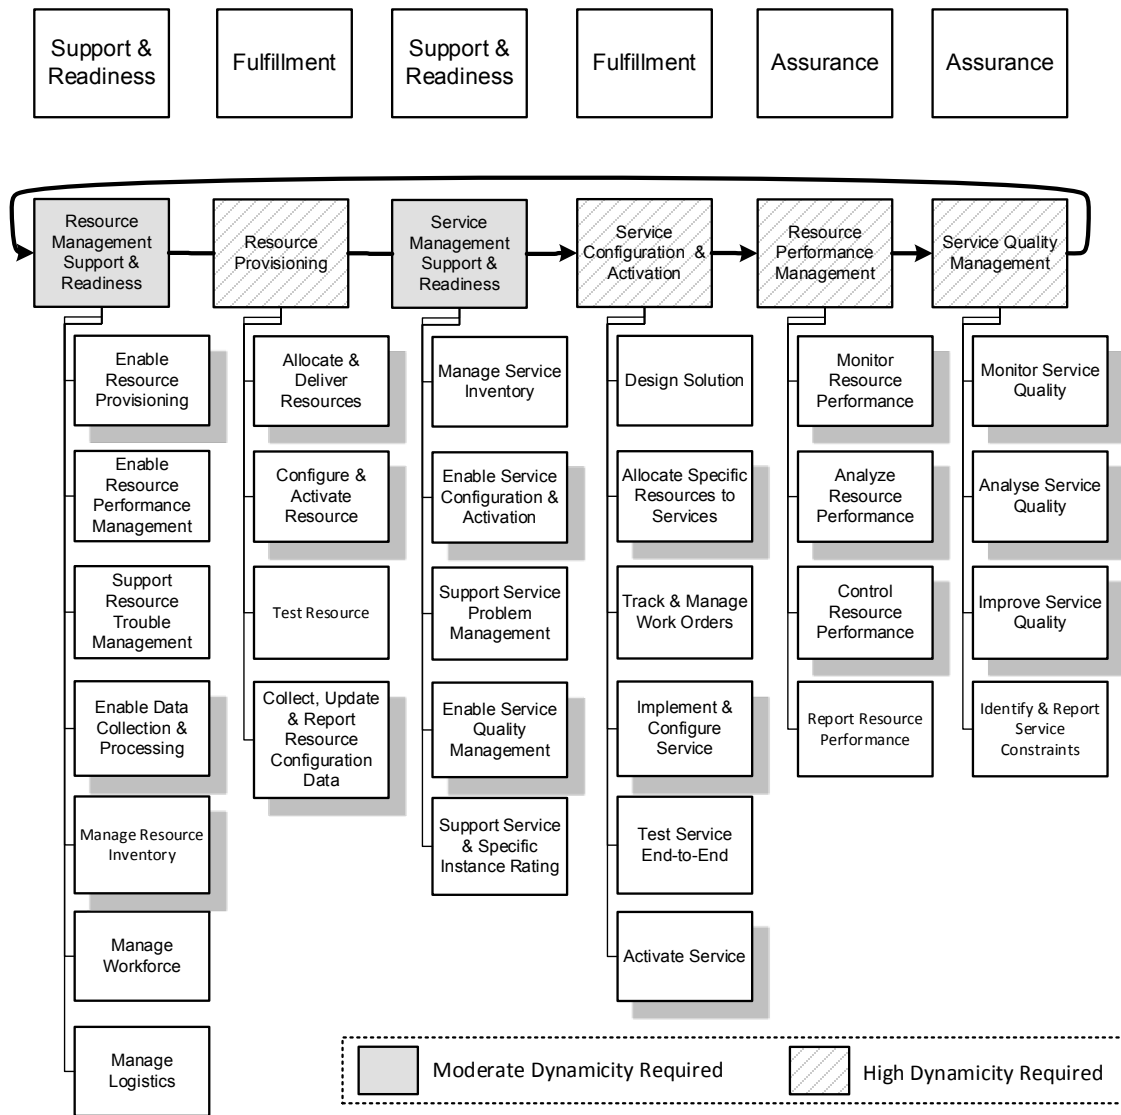 Support &
Readiness
Fulfillment
Support &
Readiness
Fulfillment
Assurance
Assurance
Resource
Management
Support &
Readiness
Resource
Provisioning
Service
Management
Support &
Readiness
Service
Configuration &
Activation
Resource
Performance
Management
Service Quality
Management
Enable
Resource
Provisioning
Enable
Resource
Performance
Management
Support
Resource
Trouble
Management
Enable Data
Collection &
Processing
Manage Resource
Inventory
Manage
Workforce
Manage
Logistics
Allocate &
Deliver
Resources
Configure &
Activate
Resource
Test Resource
Collect, Update
& Report
Resource
Configuration
Data
Manage Service
Inventory
Enable Service
Configuration &
Activation
Support Service
Problem
Management
Enable Service
Quality
Management
Support Service
& Specific
Instance Rating
Design Solution
Allocate Specific
Resources to
Services
Track & Manage
Work Orders
Implement &
Configure
Service
Test Service
End-to-End
Activate Service
Monitor
Resource
Performance
Analyze
Resource
Performance
Control
Resource
Performance
Report Resource
Performance
Monitor Service
Quality
Analyse Service
Quality
Improve Service
Quality
Identify & Report
Service
Constraints
Moderate Dynamicity Required
High Dynamicity Required